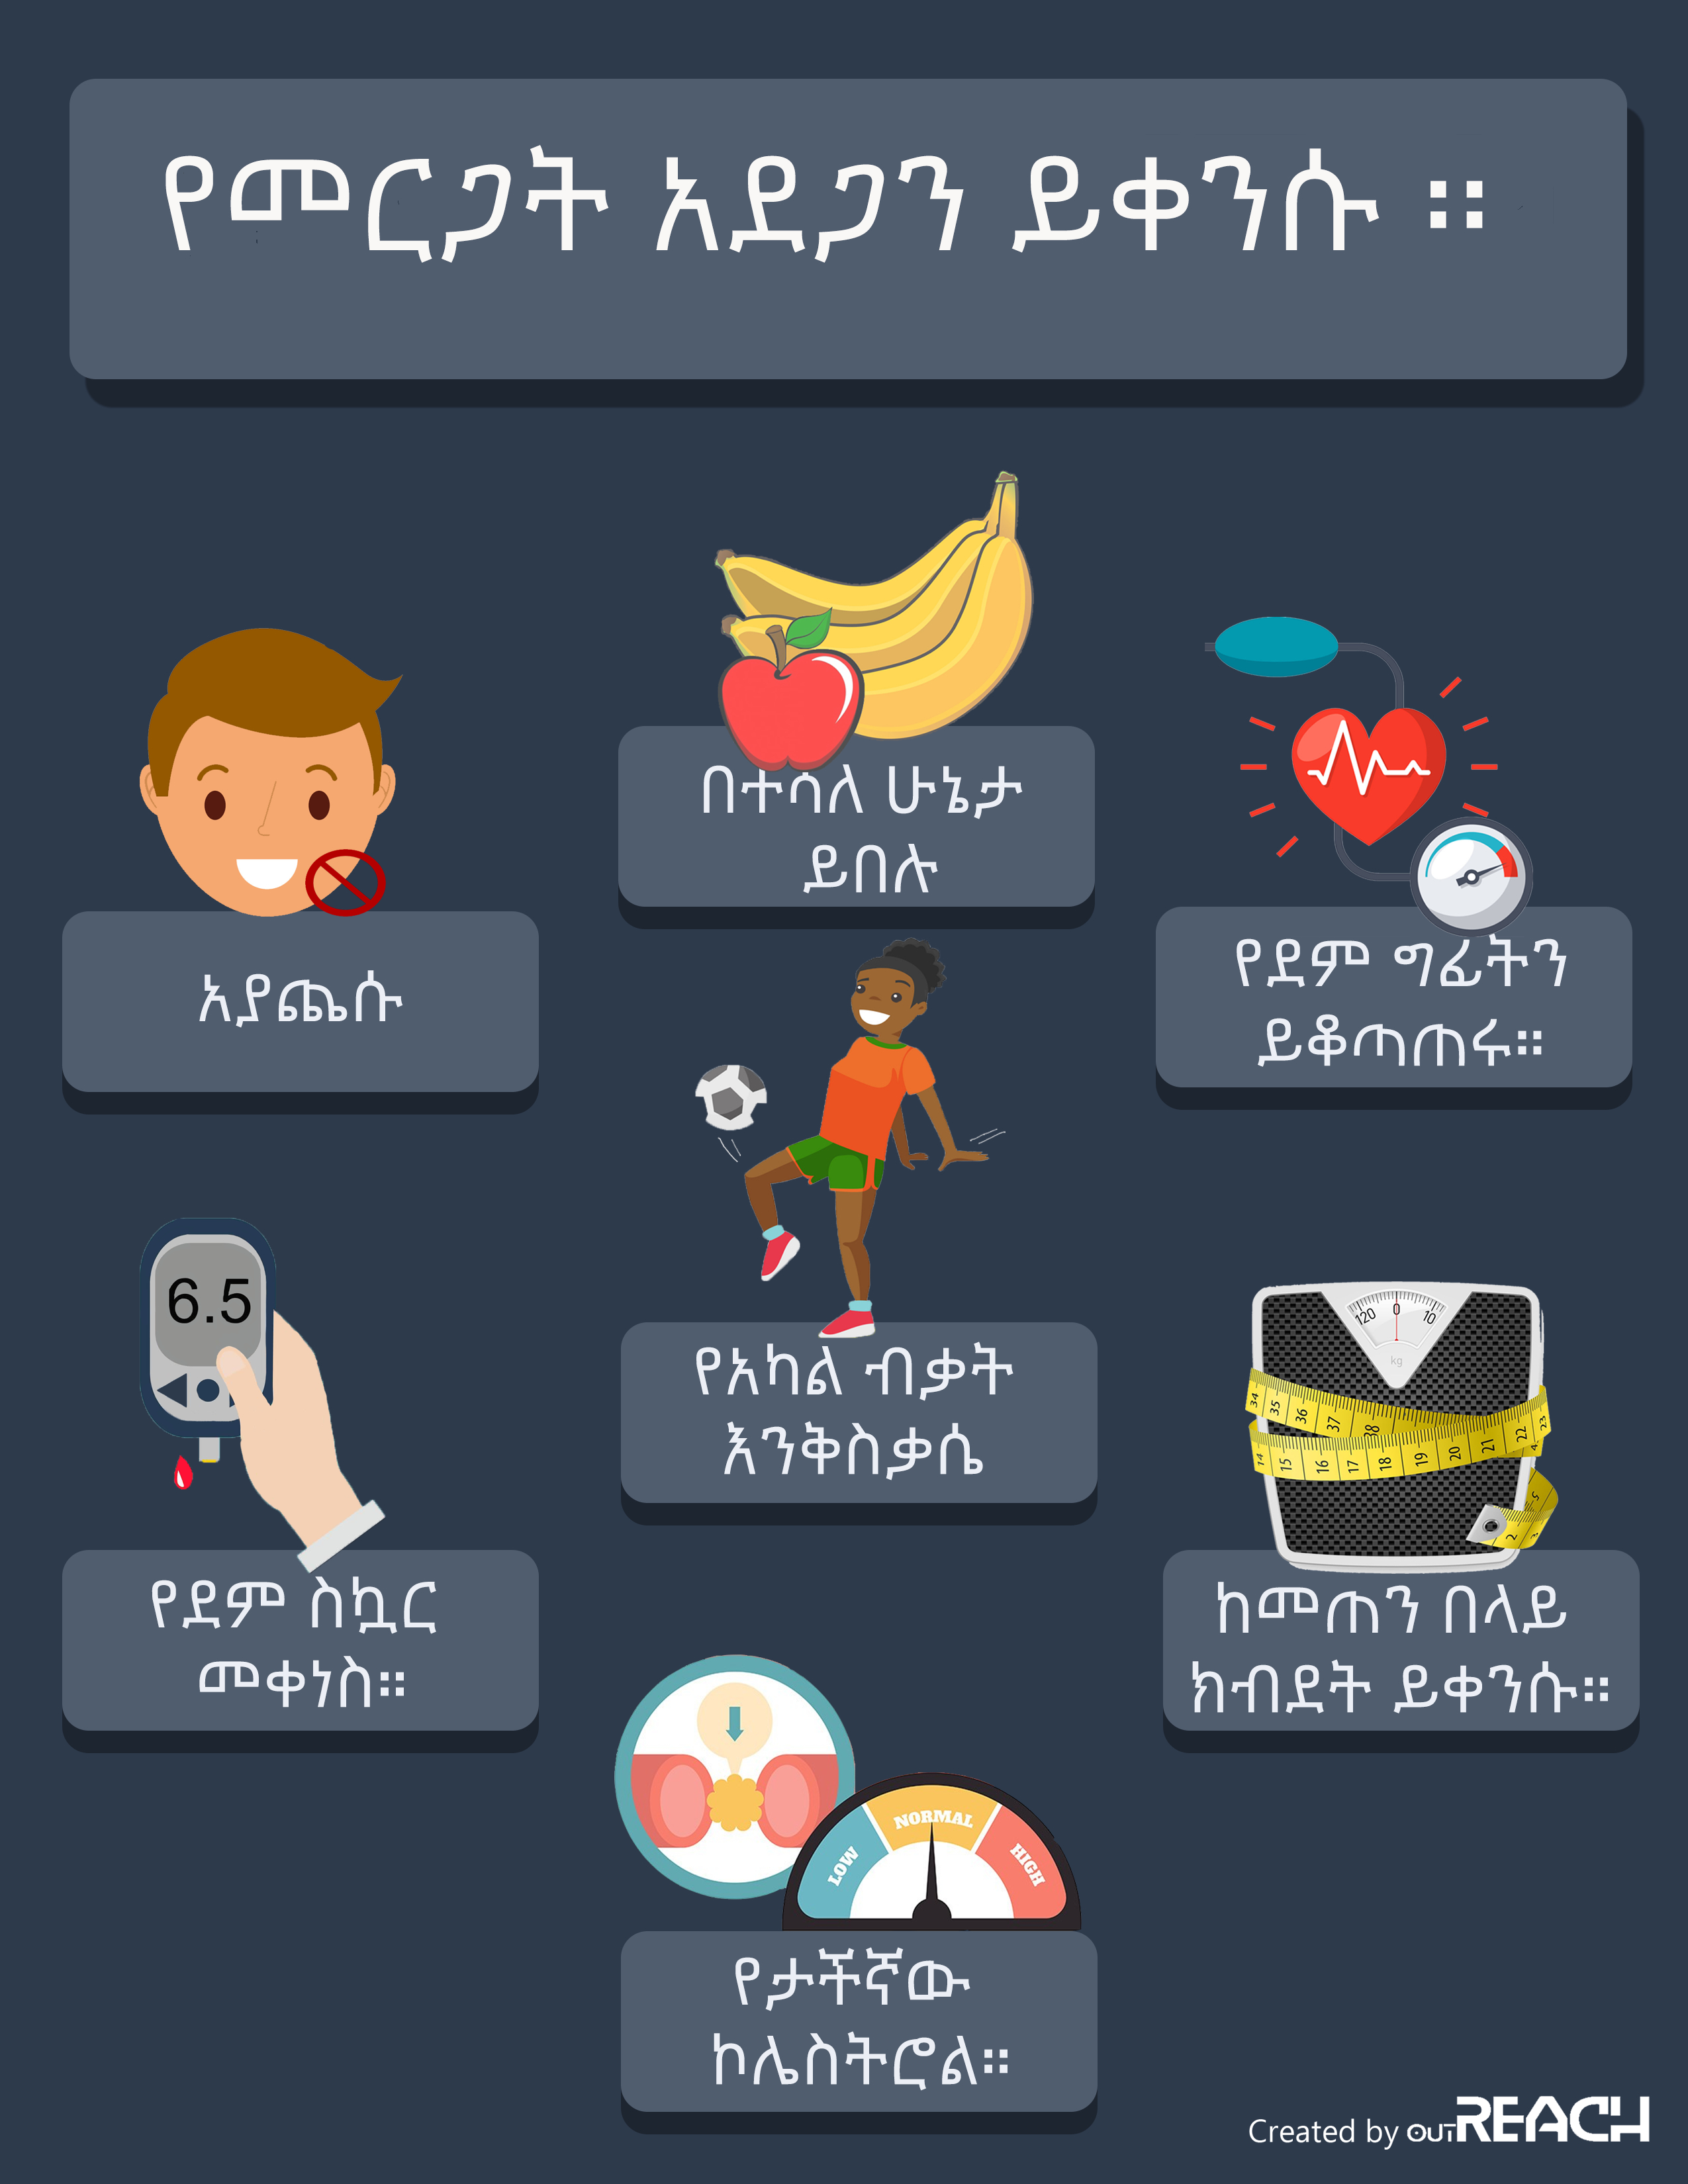 የመርጋት አደጋን ይቀንሱ ።
በተሳለ ሁኔታ
ይበሉ
አያጨሱ
የደም ግፊትን
ይቆጣጠሩ።
6.5
የአካል ብቃት
እንቅስቃሴ
120 0 10
kg
34 35 36 37 38
22 23
14 15 16 17 18 19 20 21
2
5
የደም ስኳር
መቀነስ።
ከመጠን በላይ
ክብደት ይቀንሱ።
LOW NORMAL HIGH
የታችኛው
ኮሌስትሮል።
Created by OUTREACH